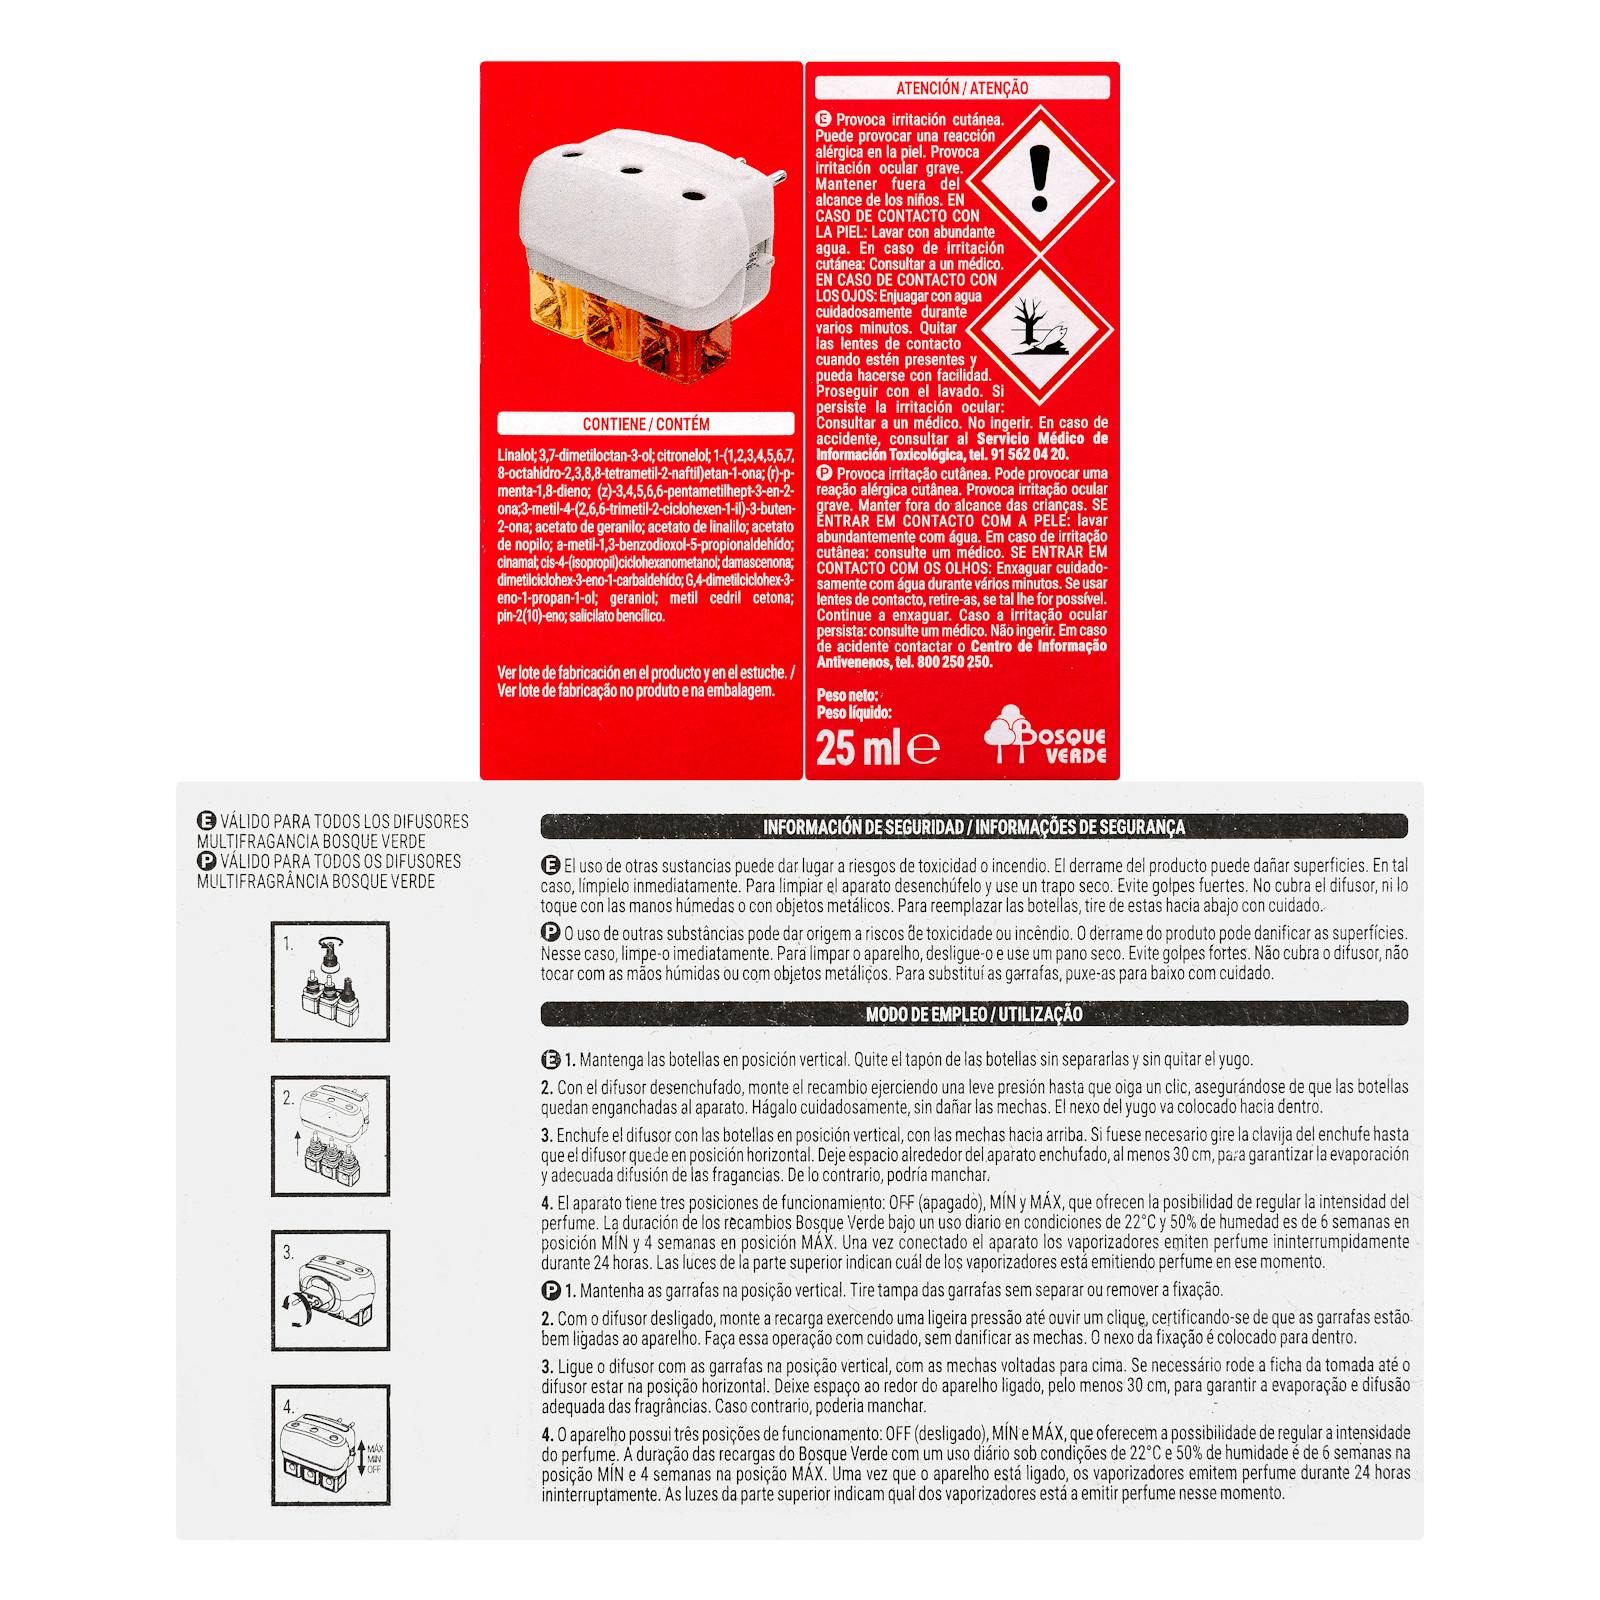 CONTIENE / CONTÉM
Linalol; 3,7-dimetiloctan-3-ol; citronelol; 1-(1,2,3,4,5,6,7,
8-octahidro-2,3,8,8-tetrametil-2-naftil)etan-1-ona; (r)-p-
menta-1,8-dieno; (z)-3,4,5,6,6-pentametilhept-3-en-2-
ona;3-metil-4-(2,6,6-trimetil-2-ciclohexen-1-il)-3-buten-
2-ona; acetato de geranilo; acetato de linalilo; acetato
de nopilo; a-metil-1,3-benzodioxol-5-propionaldehído;
cinamal; cis-4-(isopropil)ciclohexanometanol; damascenona;
dimetilciclohex-3-eno-1-carbaldehído; G,4-dimetilciclohex-3-
eno-1-propan-1-ol; geraniol; metil cedril cetona;
pin-2(10)-eno; salicilato bencílico.
Ver lote de fabricación en el producto y en el estuche. /
Ver lote de fabricação no produto e na embalagem.
ATENCIÓN / ATENÇÃO
E Provoca irritación cutánea.
Puede provocar una reacción
alérgica en la piel. Provoca
irritación ocular grave.
Mantener fuera del
alcance de los niños. EN
CASO DE CONTACTO CON
LA PIEL: Lavar con abundante
agua. En caso de irritación
cutánea: Consultar a un médico.
EN CASO DE CONTACTO CON
LOS OJOS: Enjuagar con agua
cuidadosamente durante
varios minutos. Quitar
las lentes de contacto
cuando estén presentes y
pueda hacerse con facilidad.
Proseguir con el lavado. Si
persiste la irritación ocular:
Consultar a un médico. No ingerir. En caso de
accidente, consultar al Servicio Médico de
Información Toxicológica, tel. 91 562 04 20.
P Provoca irritação cutânea. Pode provocar uma
reação alérgica cutânea. Provoca irritação ocular
grave. Manter fora do alcance das crianças. SE
ENTRAR EM CONTACTO COM A PELE: lavar
abundantemente com água. Em caso de irritação
cutânea: consulte um médico. SE ENTRAR EM
CONTACTO COM OS OLHOS: Enxaguar cuidado-
samente com água durante vários minutos. Se usar
lentes de contacto, retire-as, se tal lhe for possível.
Continue a enxaguar. Caso a irritação ocular
persista: consulte um médico. Não ingerir. Em caso
de acidente contactar o Centro de Informação
Antivenenos, tel. 800 250 250.
Peso neto:
Peso líquido:
25 ml e
BOSQUE
VERDE
E VÁLIDO PARA TODOS LOS DIFUSORES
MULTIFRAGANCIA BOSQUE VERDE
P VÁLIDO PARA TODOS OS DIFUSORES
MULTIFRAGRÂNCIA BOSQUE VERDE
1.
2.
3.
4.
MÁX
MIN
OFF
INFORMACIÓN DE SEGURIDAD / INFORMAÇÕES DE SEGURANÇA
E El uso de otras sustancias puede dar lugar a riesgos de toxicidad o incendio. El derrame del producto puede dañar superficies. En tal
caso, límpielo inmediatamente. Para limpiar el aparato desenchúfelo y use un trapo seco. Evite golpes fuertes. No cubra el difusor, ni lo
toque con las manos húmedas o con objetos metálicos. Para reemplazar las botellas, tire de estas hacia abajo con cuidado.
P O uso de outras substâncias pode dar origem a riscos de toxicidade ou incêndio. O derrame do produto pode danificar as superfícies.
Nesse caso, limpe-o imediatamente. Para limpar o aparelho, desligue-o e use um pano seco. Evite golpes fortes. Não cubra o difusor, não
tocar com as mãos húmidas ou com objetos metálicos. Para substituí as garrafas, puxe-as para baixo com cuidado.
MODO DE EMPLEO / UTILIZAÇÃO
E 1. Mantenga las botellas en posición vertical. Quite el tapón de las botellas sin separarlas y sin quitar el yugo.
2. Con el difusor desenchufado, monte el recambio ejerciendo una leve presión hasta que oiga un clic, asegurándose de que las botellas
quedan enganchadas al aparato. Hágalo cuidadosamente, sin dañar las mechas. El nexo del yugo va colocado hacia dentro.
3. Enchufe el difusor con las botellas en posición vertical, con las mechas hacia arriba. Si fuese necesario gire la clavija del enchufe hasta
que el difusor quede en posición horizontal. Deje espacio alrededor del aparato enchufado, al menos 30 cm, para garantizar la evaporación
y adecuada difusión de las fragancias. De lo contrario, podría manchar.
4. El aparato tiene tres posiciones de funcionamiento: OFF (apagado), MÍN y MÁX, que ofrecen la posibilidad de regular la intensidad del
perfume. La duración de los recambios Bosque Verde bajo un uso diario en condiciones de 22°C y 50% de humedad es de 6 semanas en
posición MÍN y 4 semanas en posición MÁX. Una vez conectado el aparato los vaporizadores emiten perfume ininterrumpidamente
durante 24 horas. Las luces de la parte superior indican cuál de los vaporizadores está emitiendo perfume en ese momento.
P 1. Mantenha as garrafas na posição vertical. Tire tampa das garrafas sem separar ou remover a fixação.
2. Com o difusor desligado, monte a recarga exercendo uma ligeira pressão até ouvir um clique, certificando-se de que as garrafas estão
bem ligadas ao aparelho. Faça essa operação com cuidado, sem danificar as mechas. O nexo da fixação é colocado para dentro.
3. Ligue o difusor com as garrafas na posição vertical, com as mechas voltadas para cima. Se necessário rode a ficha da tomada até o
difusor estar na posição horizontal. Deixe espaço ao redor do aparelho ligado, pelo menos 30 cm, para garantir a evaporação e difusão
adequada das fragrâncias. Caso contrario, poderia manchar.
4. O aparelho possui três posições de funcionamento: OFF (desligado), MÍN e MÁX, que oferecem a possibilidade de regular a intensidade
do perfume. A duração das recargas do Bosque Verde com um uso diário sob condições de 22°C e 50% de humidade é de 6 semanas na
posição MÍN e 4 semanas na posição MÁX. Uma vez que o aparelho está ligado, os vaporizadores emitem perfume durante 24 horas
ininterruptamente. As luzes da parte superior indicam qual dos vaporizadores está a emitir perfume nesse momento.